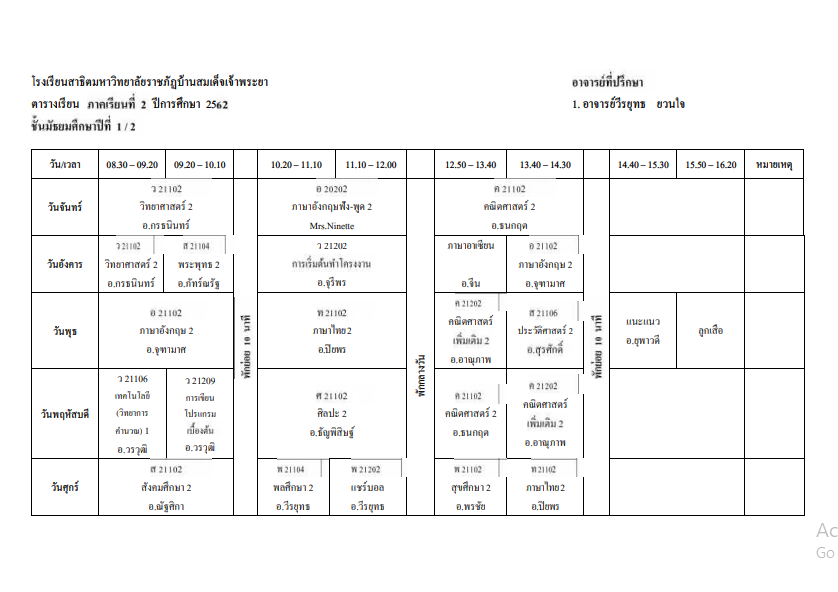 โรงเรียนสาธิตมหาวิทยาลัยราชภัฏบ้านสมเด็จเจ้าพระยา
อาจารย์ที่ปรึกษา
ตารางเรียน ภาคเรียนที่ 2 ปีการศึกษา 2562
1. อาจารย์วีรยุทธ ยวนใจ
ชั้นมัธยมศึกษาปีที่ 1 / 2
วัน/เวลา 08.30 – 09.20 09.20 – 10.10 10.20 – 11.10 11.10 – 12.00 12.50 – 13.40 13.40 – 14.30 14.40 – 15.30 15.50 – 16.20 หมายเหตุ
พักย่อย 10 นาที
พักกลางวัน
พักย่อย 10 นาที
วันจันทร์
ว 21102
วิทยาศาสตร์ 2
อ.กรธนินทร์
อ 20202
ภาษาอังกฤษฟัง-พูด 2
Mrs.Ninette
ค 21102
คณิตศาสตร์ 2
อ.ธนกฤต
วันอังคาร
ว 21102
วิทยาศาสตร์ 2
อ.กรธนินทร์
ส 21104
พระพุทธ 2
อ.ภัทร์ณรัฐ
ว 21202
การเริ่มต้นทำโครงงาน
อ.จุรีพร
ภาษาอาเซียน
อ.จีน
อ 21102
ภาษาอังกฤษ 2
อ.จุฑามาศ
วันพุธ
อ 21102
ภาษาอังกฤษ 2
อ.จุฑามาศ
ท 21102
ภาษาไทย2
อ.ปิยพร
ค 21202
คณิตศาสตร์
เพิ่มเติม 2
อ.อาณุภาพ
ส 21106
ประวัติศาสตร์ 2
อ.สุรศักดิ์
แนะแนว
อ.ยุพาวดี
ลูกเสือ
วันพฤหัสบดี
ว 21106
เทคโนโลยี
(วิทยาการ
คำนวณ) 1
อ.วรวุฒิ
ว 21209
การเขียน
โปรแกรม
เบื้องต้น
อ.วรวุฒิ
ศ 21102
ศิลปะ 2
อ.ธัญพิสิษฐ์
ค 21102
คณิตศาสตร์ 2
อ.ธนกฤต
ค 21202
คณิตศาสตร์
เพิ่มเติม 2
อ.อาณุภาพ
วันศุกร์
ส 21102
สังคมศึกษา 2
อ.ณัฐศิกา
พ 21104
พลศึกษา 2
อ.วีรยุทธ
พ 21202
แชร์บอล
อ.วีรยุทธ
พ 21102
สุขศึกษา 2
อ.พรชัย
ท 21102
ภาษาไทย2
อ.ปิยพร
Ac
Go